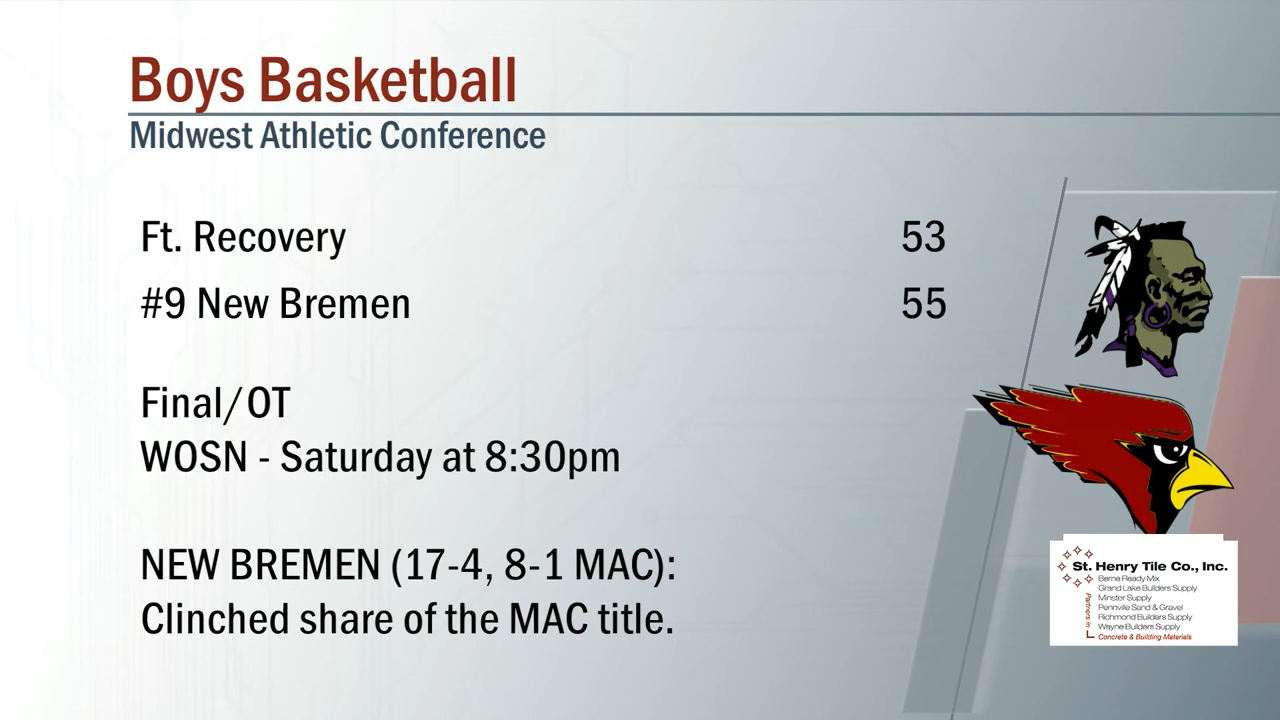 Boys Basketball
Midwest Athletic Conference
Ft. Recovery 53
#9 New Bremen 55
Final/OT
WOSN - Saturday at 8:30pm
NEW BREMEN (17-4, 8-1 MAC):
Clinched share of the MAC title.
St. Henry Tile Co., Inc.
Berne Ready Mix
Grand Lake Builders Supply
Minster Supply
Pennville Sand & Gravel
Richmond Builders Supply
Wayne Builders Supply
Partners in
Concrete & Building Materials